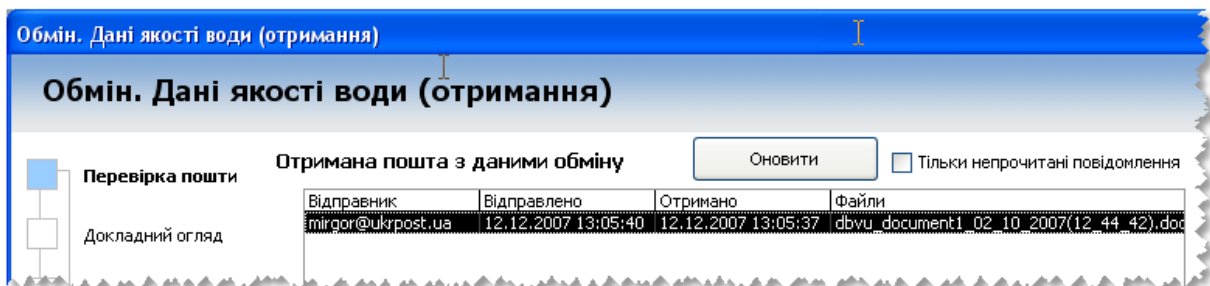 Обмін. Дані якості води (отримання)
Обмін. Дані якості води (отримання)
Отримана пошта з даними обміну Оновити Тільки непрочитані повідомлення
Перевірка пошти
Відправник Відправлено Отримано Файли
mirgor@ukrpost.ua 12.12.2007 13:05:40 12.12.2007 13:05:37 dbvu_document1_02_10_2007(12_44_42).doc
Докладний огляд